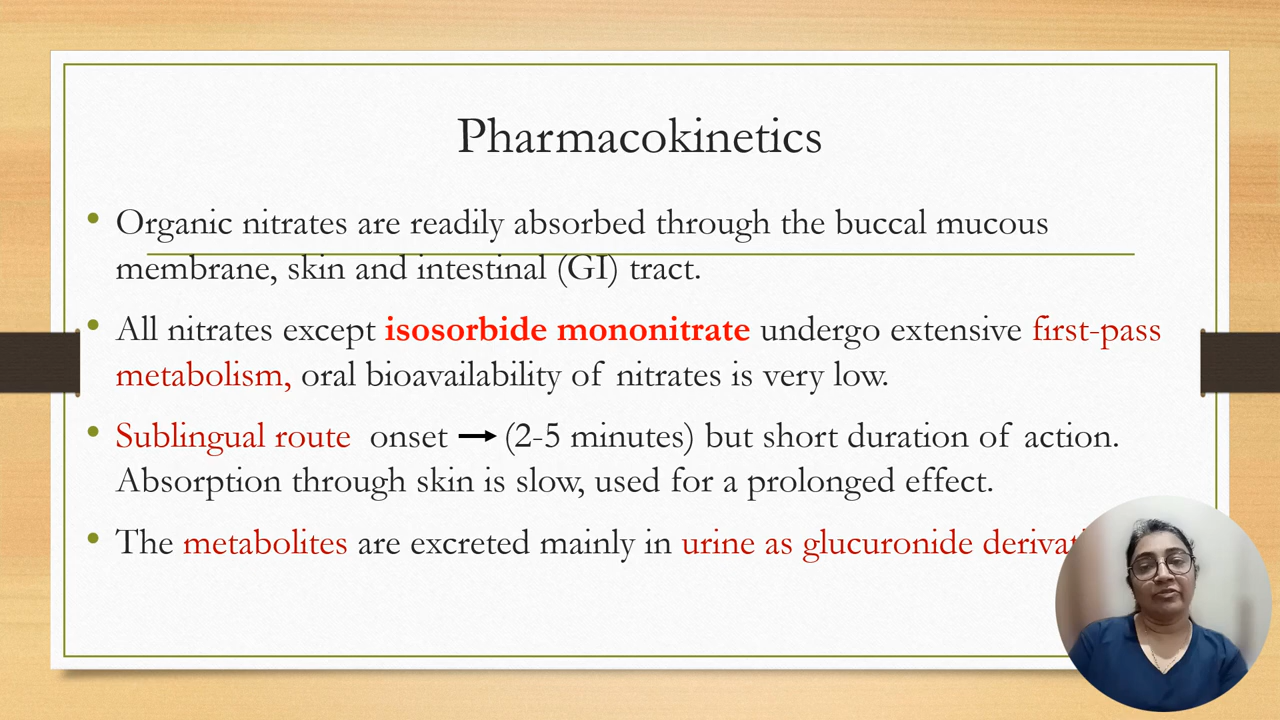 Pharmacokinetics
• Organic nitrates are readily absorbed through the buccal mucous
membrane, skin and intestinal (GI) tract.
• All nitrates except isosorbide mononitrate undergo extensive first-pass
metabolism, oral bioavailability of nitrates is very low.
• Sublingual route onset → (2-5 minutes) but short duration of action.
Absorption through skin is slow, used for a prolonged effect.
• The metabolites are excreted mainly in urine as glucuronide